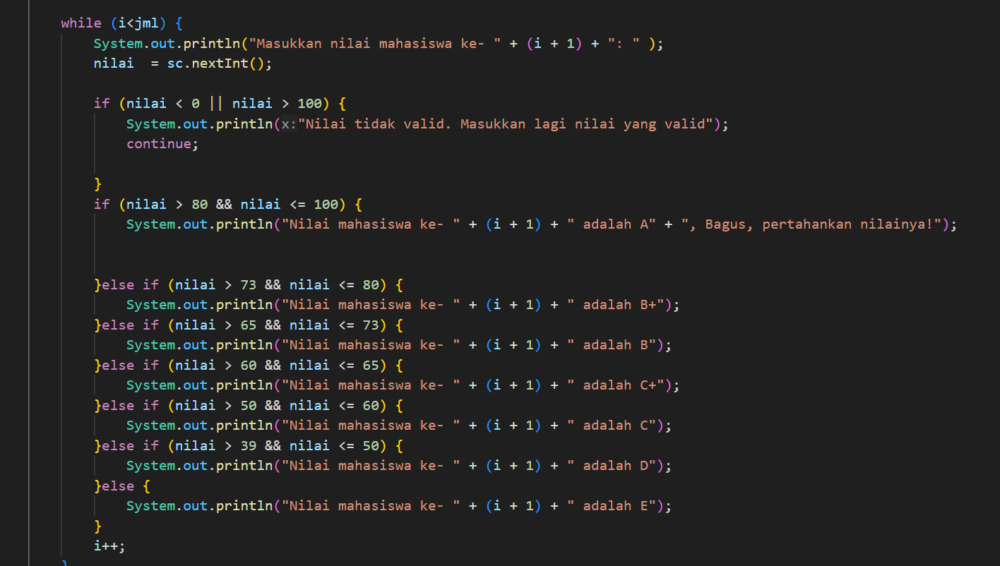 while (i<jml) {
System.out.println("Masukkan nilai mahasiswa ke- " + (i + 1) + ": " );
nilai  = sc.nextInt();
if (nilai < 0 || nilai > 100) {
System.out.println(x:"Nilai tidak valid. Masukkan lagi nilai yang valid");
continue;
}
if (nilai > 80 && nilai <= 100) {
System.out.println("Nilai mahasiswa ke- " + (i + 1) + " adalah A" + ", Bagus, pertahankan nilainya!");
}else if (nilai > 73 && nilai <= 80) {
System.out.println("Nilai mahasiswa ke- " + (i + 1) + " adalah B+");
}else if (nilai > 65 && nilai <= 73) {
System.out.println("Nilai mahasiswa ke- " + (i + 1) + " adalah B");
}else if (nilai > 60 && nilai <= 65) {
System.out.println("Nilai mahasiswa ke- " + (i + 1) + " adalah C+");
}else if (nilai > 50 && nilai <= 60) {
System.out.println("Nilai mahasiswa ke- " + (i + 1) + " adalah C");
}else if (nilai > 39 && nilai <= 50) {
System.out.println("Nilai mahasiswa ke- " + (i + 1) + " adalah D");
}else {
System.out.println("Nilai mahasiswa ke- " + (i + 1) + " adalah E");
}
i++;
}